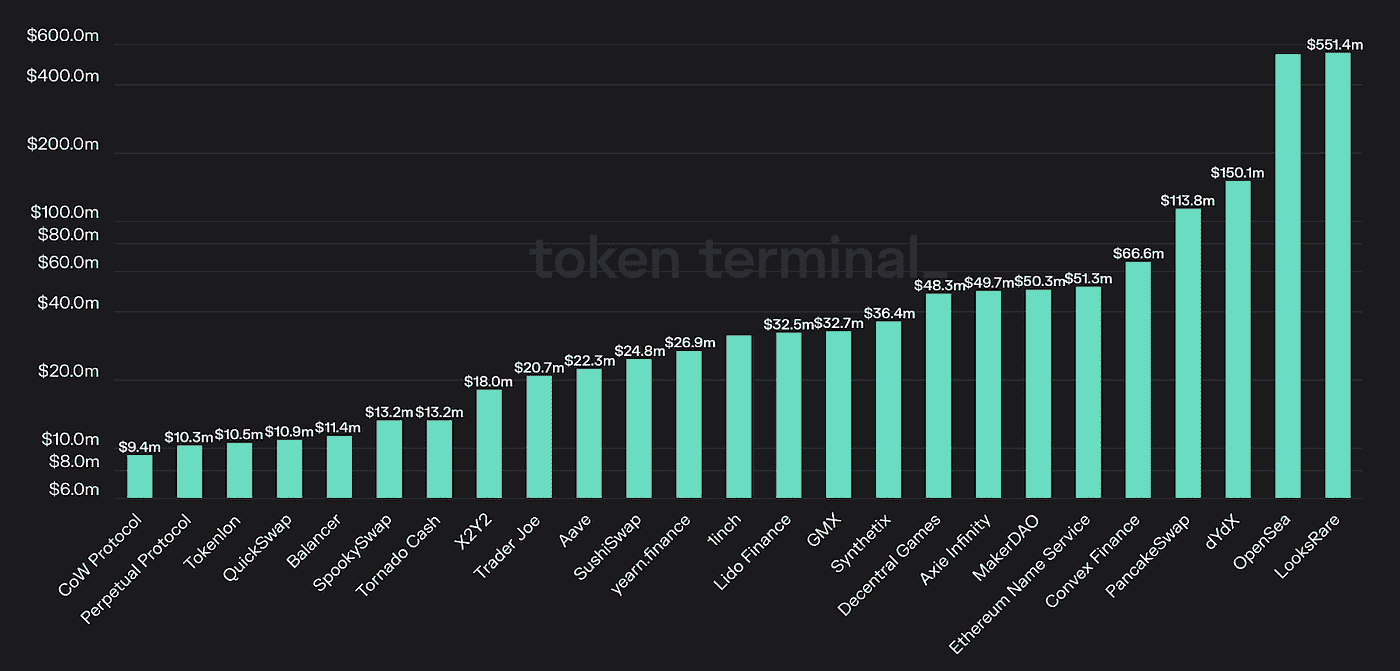 $600.0m
$400.0m
$200.0m
$100.0m
$80.0m
$60.0m
$40.0m
$20.0m
$10.0m
$8.0m
$6.0m
token terminal_
$9.4m
$10.3m
$10.5m
$10.9m
$11.4m
$13.2m
$13.2m
$18.0m
$20.7m
$22.3m
$24.8m
$26.9m
$32.5m
$32.7m
$36.4m
$48.3m
$49.7m
$50.3m
$51.3m
$66.6m
$113.8m
$150.1m
$551.4m
CoW Protocol
Perpetual Protocol
Tokenlon
QuickSwap
Balancer
SpookySwap
Tornado Cash
X2Y2
Trader Joe
Aave
SushiSwap
yearn.finance
1inch
Lido Finance
GMX
Synthetix
Decentral Games
Axie Infinity
MakerDAO
Ethereum Name Service
Convex Finance
PancakeSwap
dYdX
OpenSea
LooksRare